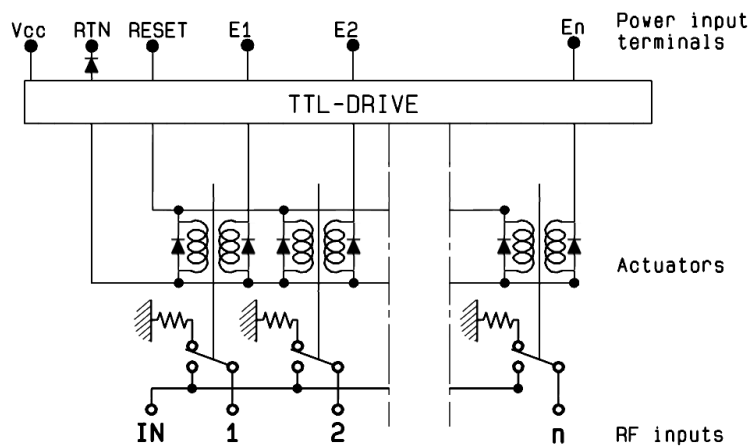 Vcc RTN RESET E1 E2 En Power input
terminals
TTL-DRIVE
Actuators
IN 1 2 n RF inputs